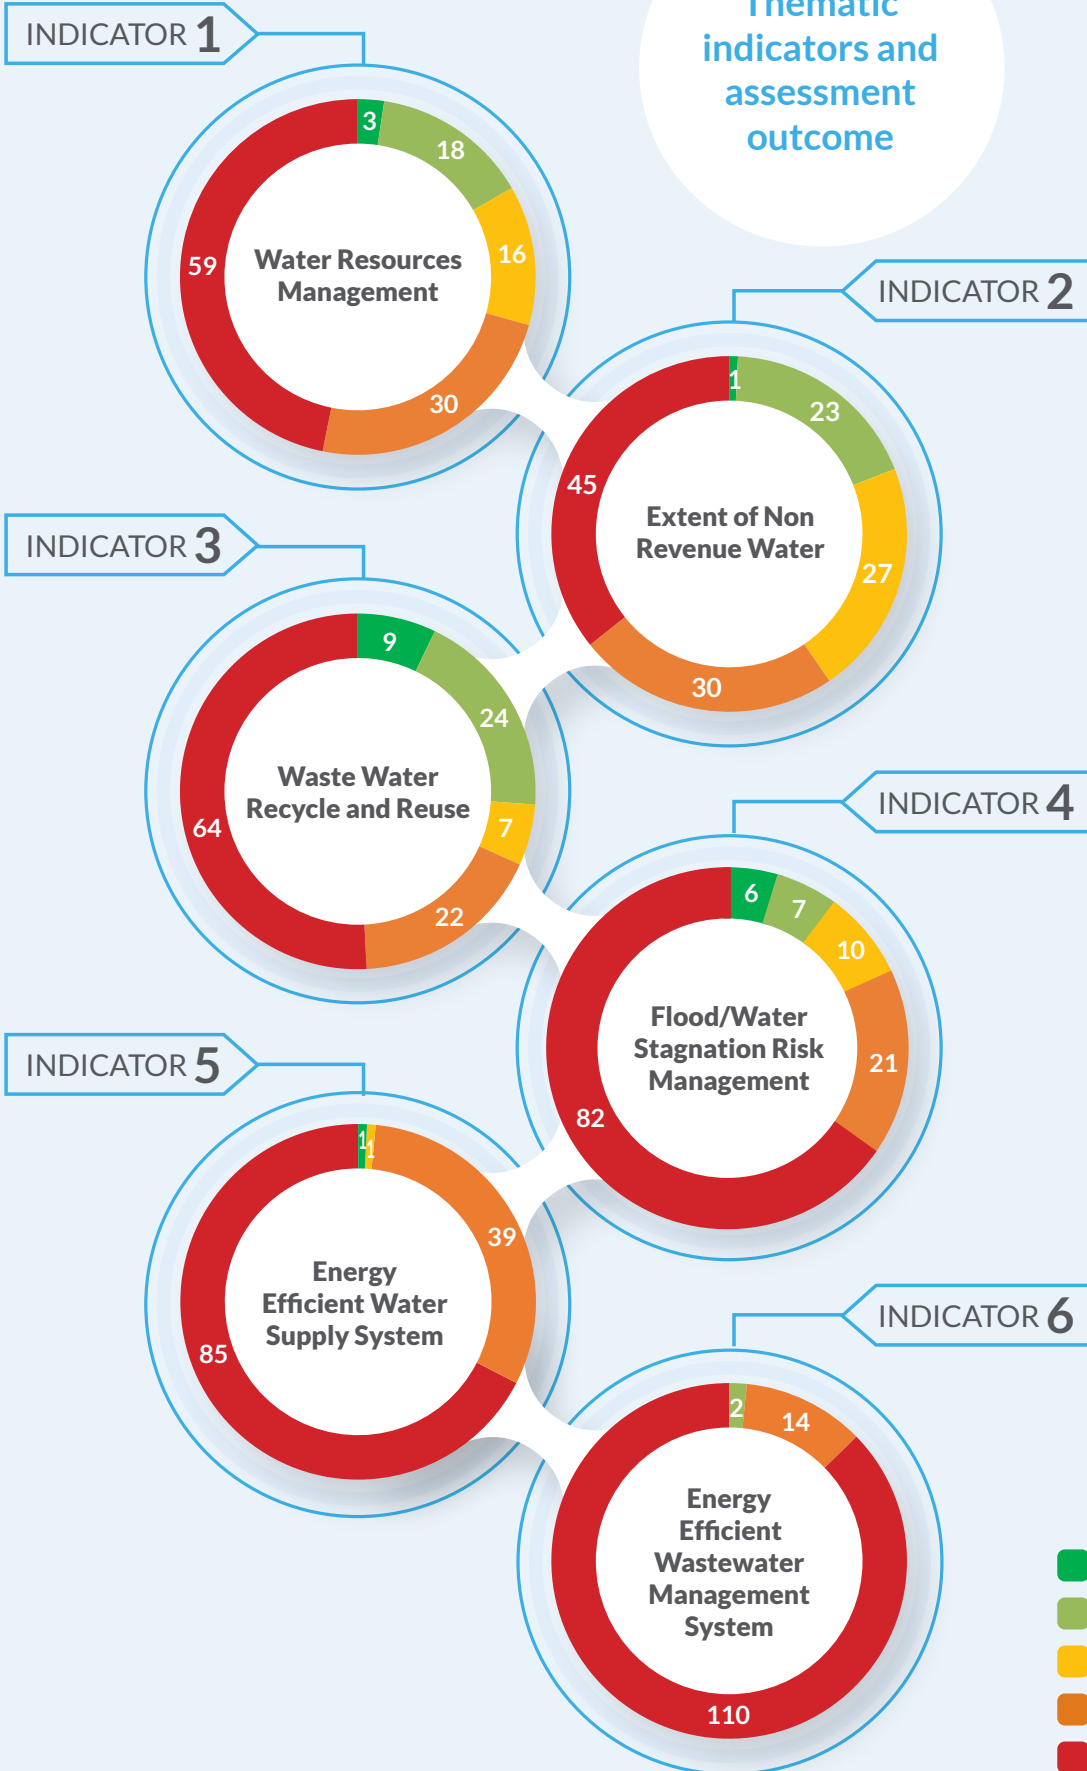 Thematic
indicators and
assessment
outcome
INDICATOR 1
3
18
16
30
59
Water Resources
Management
INDICATOR 2
1
23
27
30
45
Extent of Non
Revenue Water
INDICATOR 3
9
24
7
22
64
Waste Water
Recycle and Reuse
INDICATOR 4
6
7
10
21
82
Flood/Water
Stagnation Risk
Management
INDICATOR 5
1
1
39
85
Energy
Efficient Water
Supply System
INDICATOR 6
2
14
110
Energy
Efficient
Wastewater
Management
System